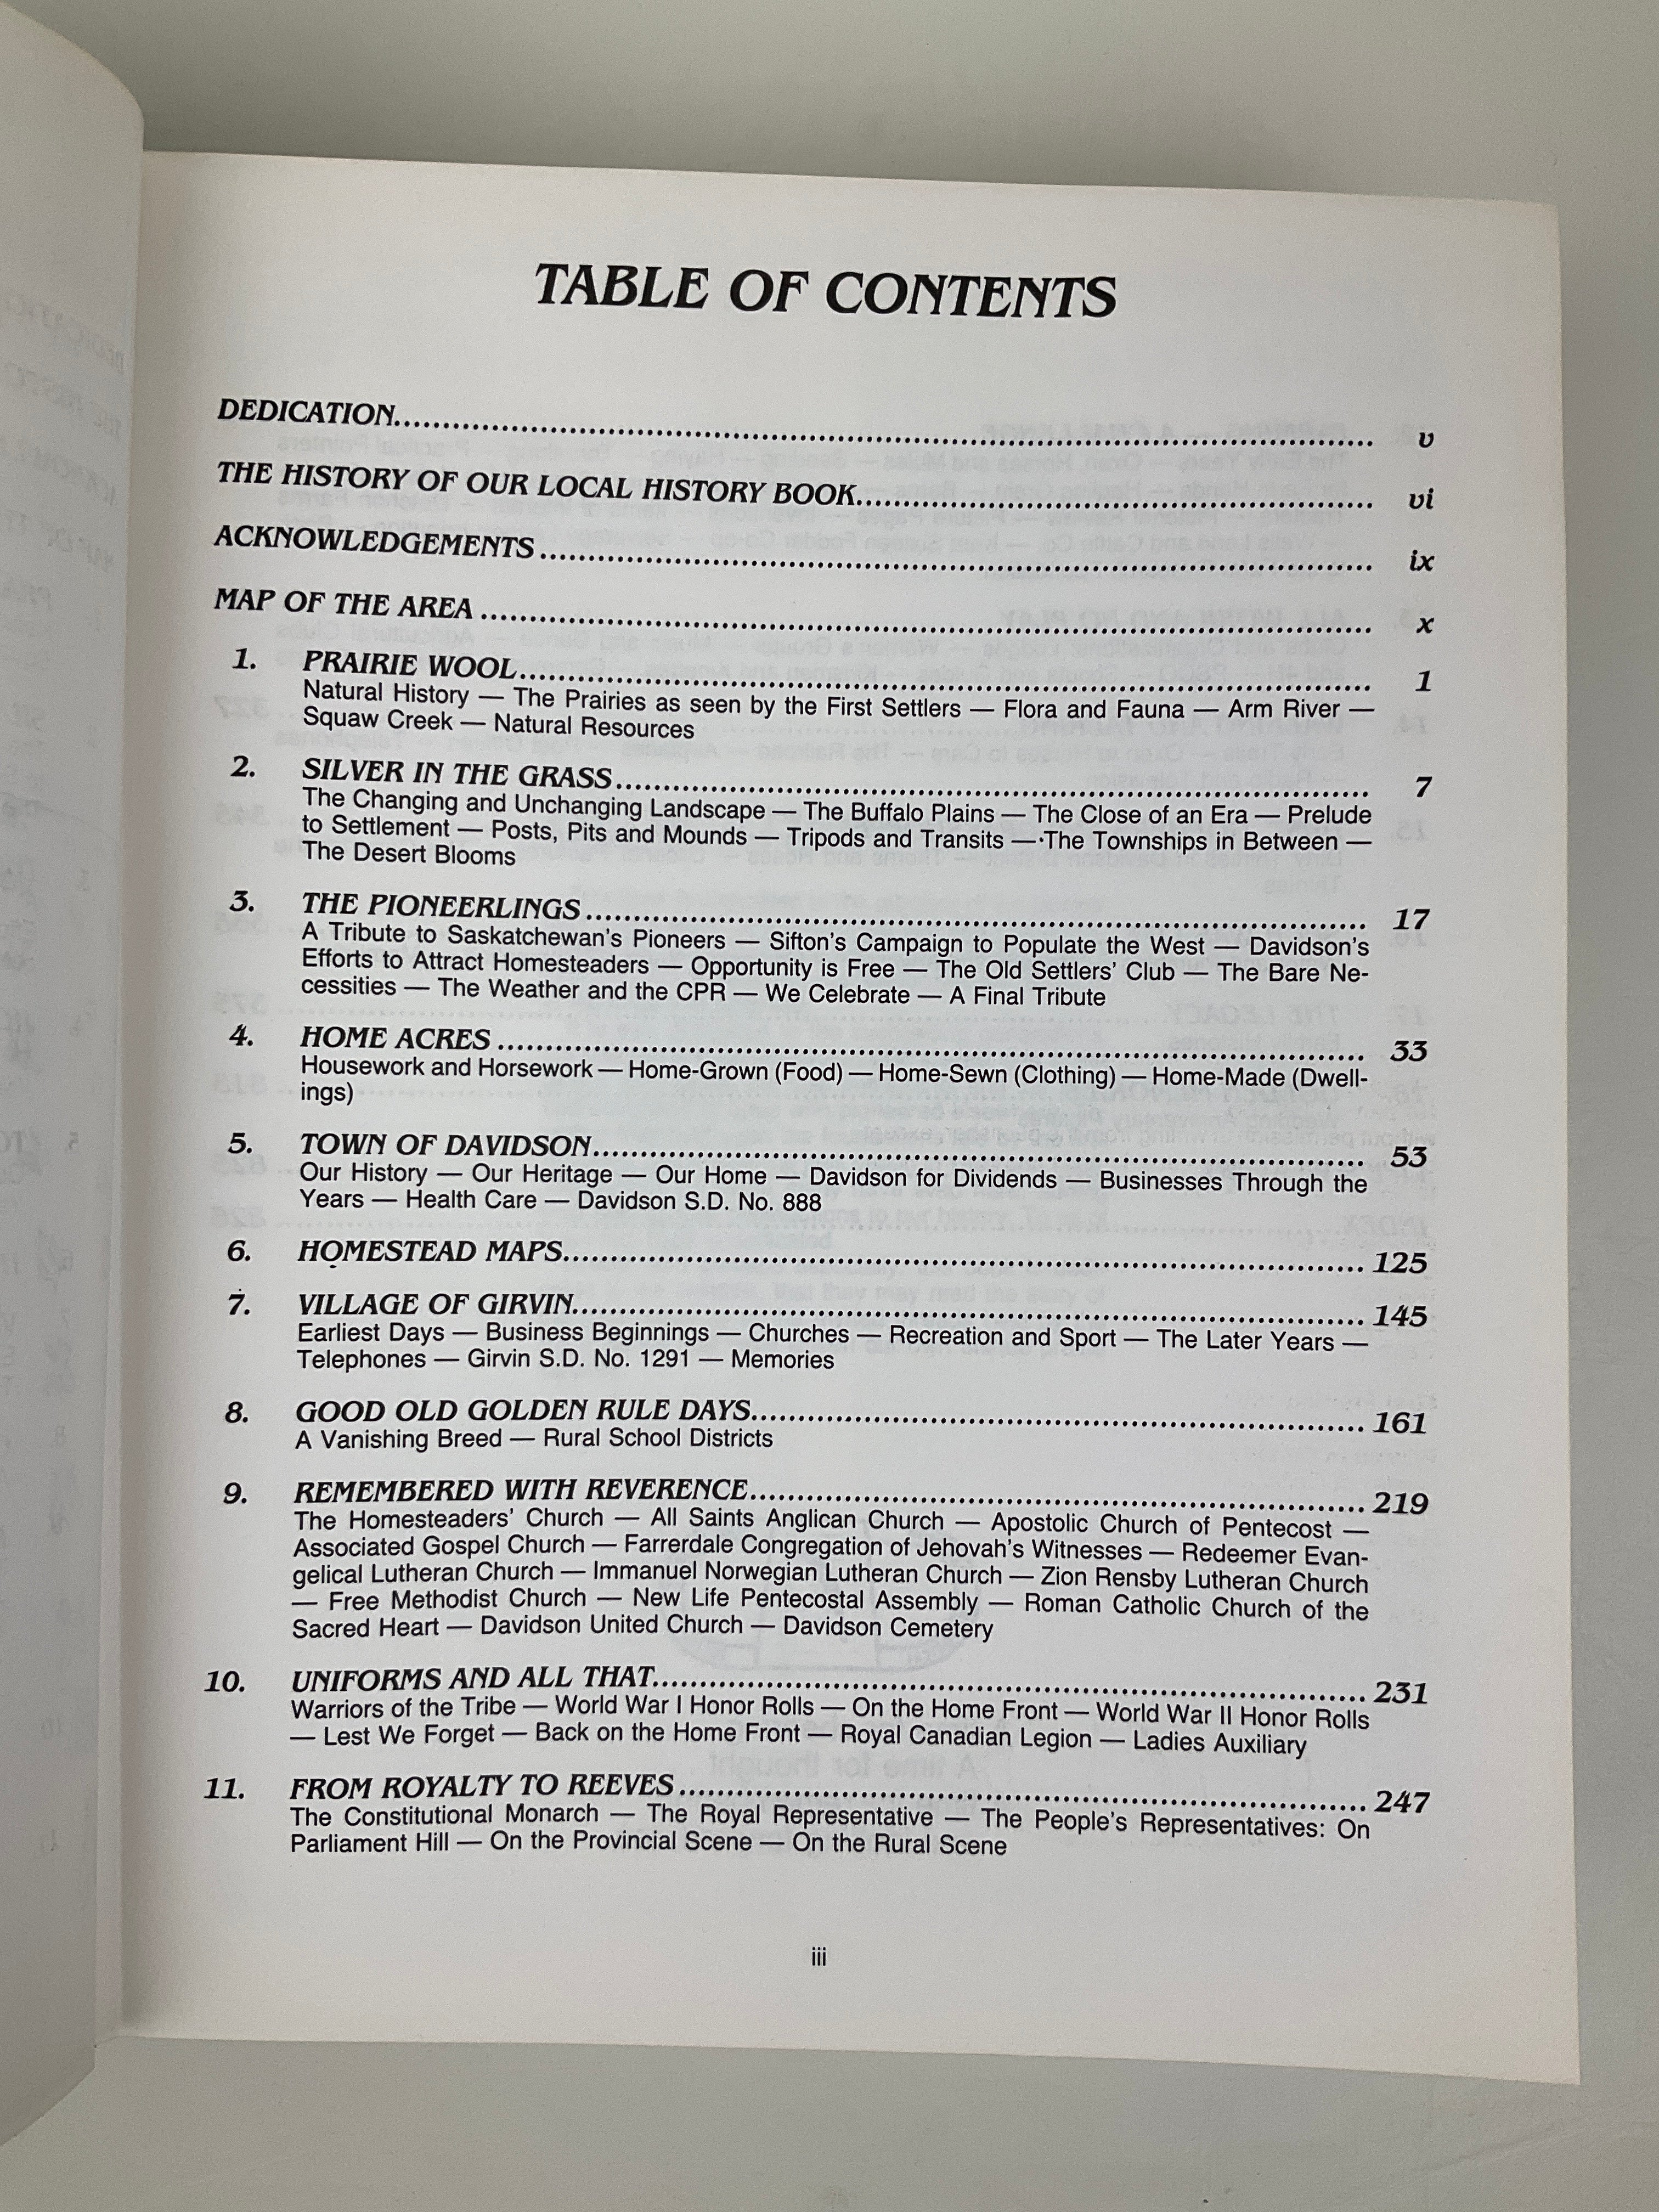 TABLE OF CONTENTS
DEDICATION.......... v
THE HISTORY OF OUR LOCAL HISTORY BOOK.......... vi
ACKNOWLEDGEMENTS .......... ix
MAP OF THE AREA .......... x
1. PRAIRIE WOOL.......... 1
Natural History — The Prairies as seen by the First Settlers — Flora and Fauna — Arm River —
Squaw Creek — Natural Resources
2. SILVER IN THE GRASS.......... 7
The Changing and Unchanging Landscape — The Buffalo Plains — The Close of an Era — Prelude
to Settlement — Posts, Pits and Mounds — Tripods and Transits — The Townships in Between —
The Desert Blooms
3. THE PIONEERLINGS.......... 17
A Tribute to Saskatchewan's Pioneers — Sifton's Campaign to Populate the West — Davidson's
Efforts to Attract Homesteaders — Opportunity is Free — The Old Settlers' Club — The Bare Ne-
cessities — The Weather and the CPR — We Celebrate — A Final Tribute
4. HOME ACRES .......... 33
Housework and Horsework — Home-Grown (Food) — Home-Sewn (Clothing) — Home-Made (Dwell-
ings)
5. TOWN OF DAVIDSON.......... 53
Our History — Our Heritage — Our Home — Davidson for Dividends — Businesses Through the
Years — Health Care — Davidson S.D. No. 888
6. HOMESTEAD MAPS.......... 125
7. VILLAGE OF GIRVIN.......... 145
Earliest Days — Business Beginnings — Churches — Recreation and Sport — The Later Years —
Telephones — Girvin S.D. No. 1291 — Memories
8. GOOD OLD GOLDEN RULE DAYS.......... 161
A Vanishing Breed — Rural School Districts
9. REMEMBERED WITH REVERENCE.......... 219
The Homesteaders' Church — All Saints Anglican Church — Apostolic Church of Pentecost —
Associated Gospel Church — Farrerdale Congregation of Jehovah's Witnesses — Redeemer Evan-
gelical Lutheran Church — Immanuel Norwegian Lutheran Church — Zion Rensby Lutheran Church
— Free Methodist Church — New Life Pentecostal Assembly — Roman Catholic Church of the
Sacred Heart — Davidson United Church — Davidson Cemetery
10. UNIFORMS AND ALL THAT.......... 231
Warriors of the Tribe — World War I Honor Rolls — On the Home Front — World War II Honor Rolls
— Lest We Forget — Back on the Home Front — Royal Canadian Legion — Ladies Auxiliary
11. FROM ROYALTY TO REEVES .......... 247
The Constitutional Monarch — The Royal Representative — The People's Representatives: On
Parliament Hill — On the Provincial Scene — On the Rural Scene
iii